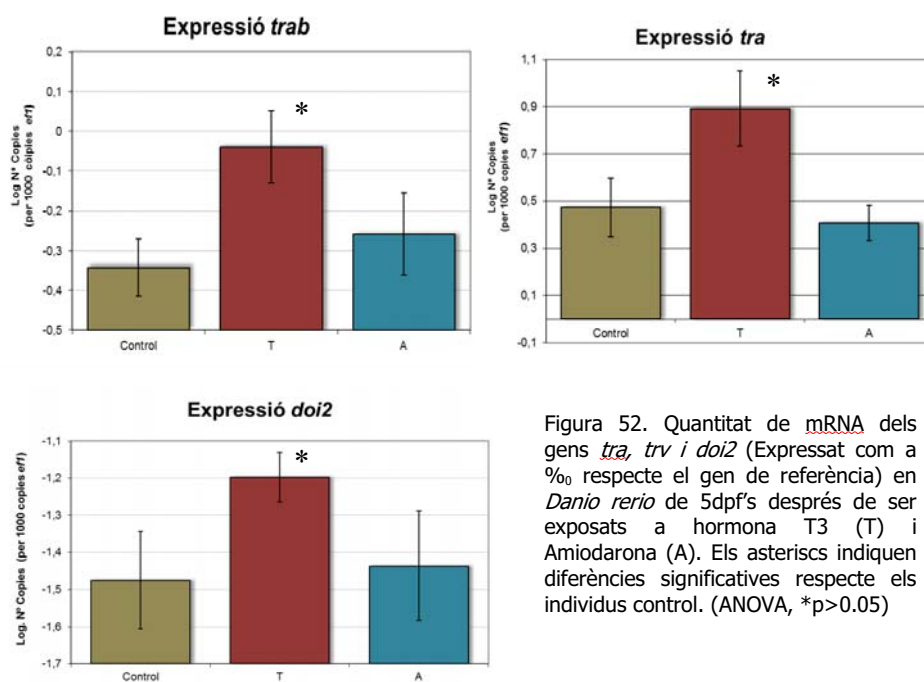 Expressió trab
Log Nº Copies
(per 1000 còlpies ef1)
0,2
0,1
0
-0,1
-0,2
-0,3
-0,4
-0,5
*
Control
T
A
Expressió tra
Log Nº Copies
(per 1000 copies ef1)
1,1
0,9
0,7
0,5
0,3
0,1
-0,1
*
Control
T
A
Expressió doi2
Log. Nº Copies (per 1000 copies ef1)
-1,1
-1,2
-1,3
-1,4
-1,5
-1,6
-1,7
*
Control
T
A
Figura 52. Quantitat de mRNA dels
gens tra, trv i doi2 (Expressat com a
‰ respecte el gen de referència) en
Danio rerio de 5dpf's després de ser
exposats a hormona T3 (T) i
Amiodarona (A). Els asteriscs indiquen
diferències significatives respecte els
individus control. (ANOVA, *p>0.05)